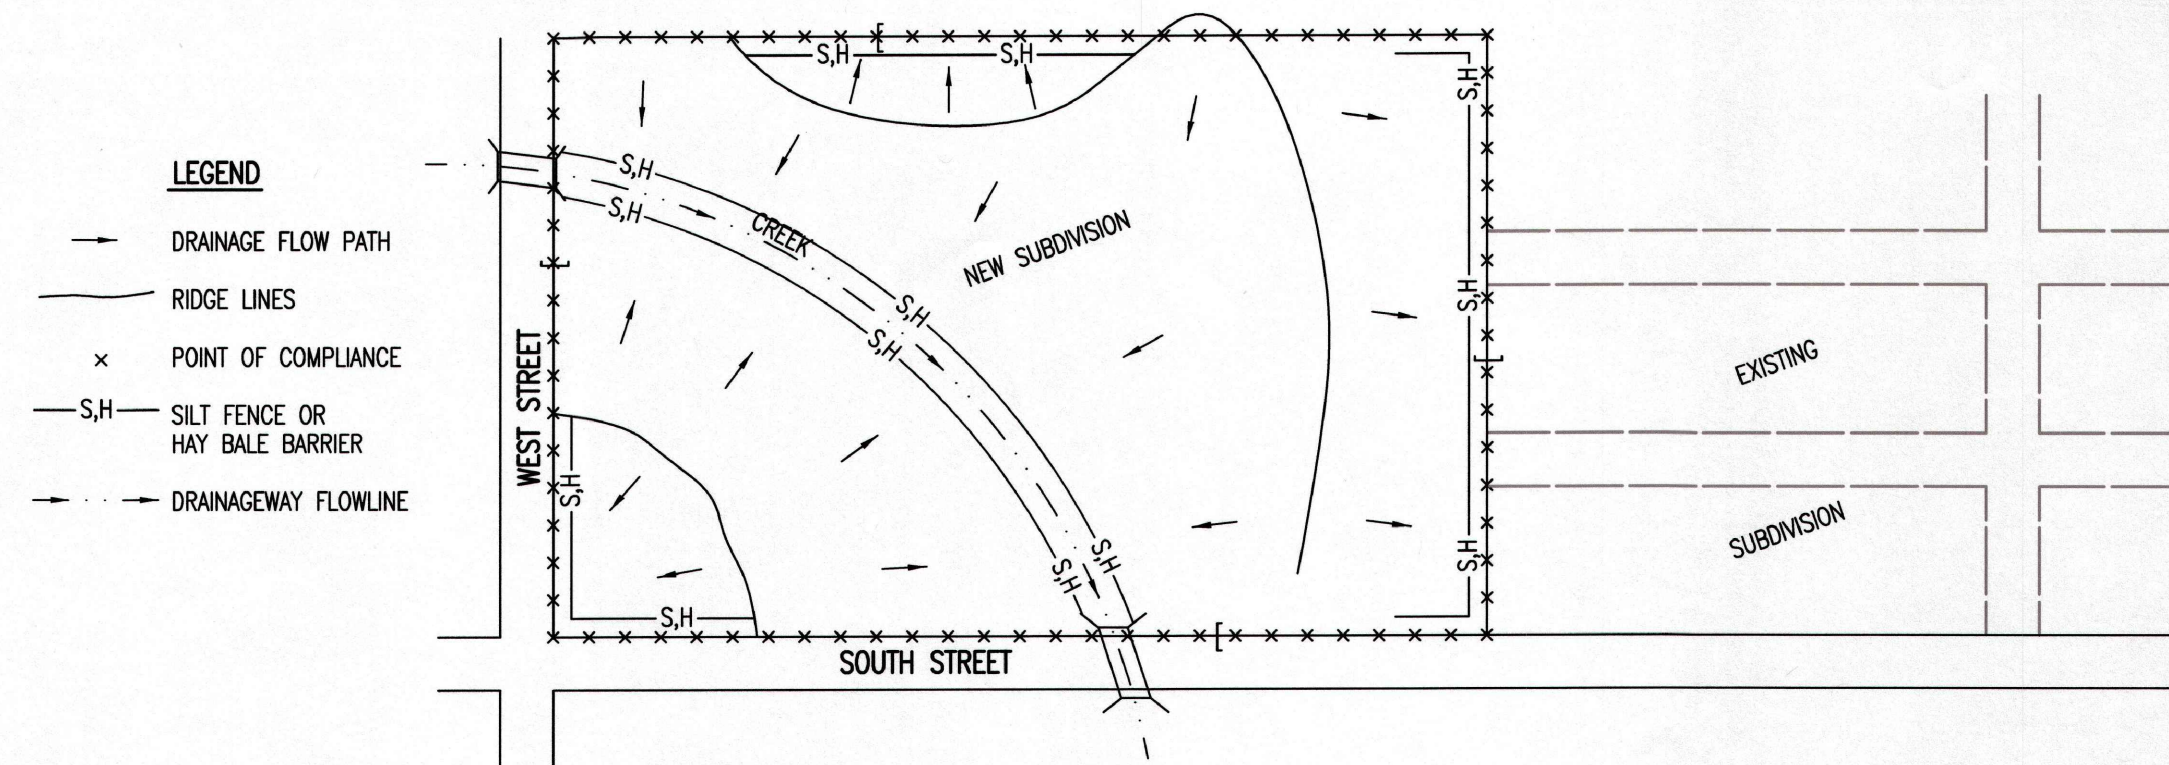 LEGEND
DRAINAGE FLOW PATH
RIDGE LINES
POINT OF COMPLIANCE
S,H
SILT FENCE OR
HAY BALE BARRIER
DRAINAGEWAY FLOWLINE
S,H
S,H
S,H
S,H
S,H
CREEK
NEW SUBDIVISION
S,H
S,H
S,H
WEST STREET
EXISTING
S,H
SUBDIVISION
S,H
S,H
S,H
S,H
SOUTH STREET